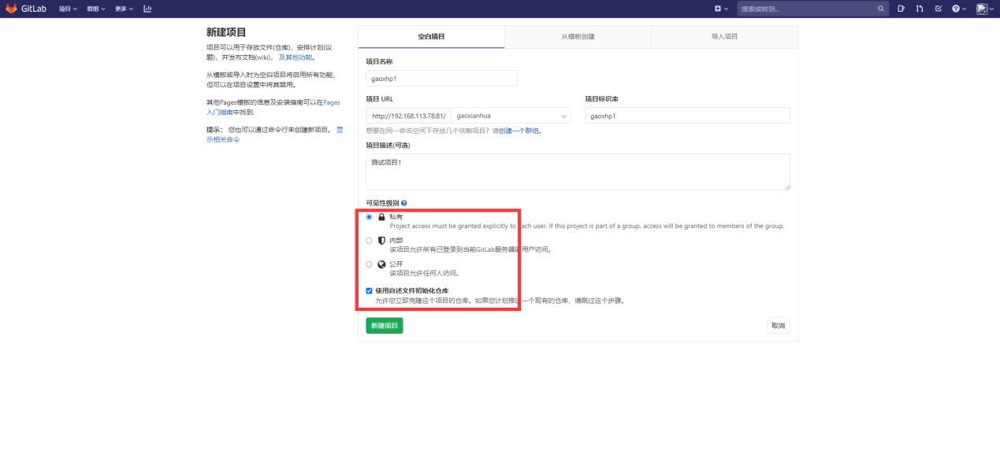 GitLab 项目 群组 更多 搜索或转到...
新建项目
项目可以用于存放文件(仓库)，安排计划(议
题)，并发布文档(wiki)， 及其他功能。
从模板或导入时为空白项目将启用所有功能，
但可以在项目设置中将其禁用。
其他Pages模板的信息及安装指南可以在Pages
入门指南中找到.
提示： 您也可以通过命令行来创建新项目。 显
示相关命令
空白项目 从模板创建 导入项目
项目名称
gaoxhp1
项目 URL 项目标识串
http://192.168.113.78:81/ gaoxianhua gaoxhp1
想要在同一命名空间下存放几个依赖项目？请创建一个群组。
项目描述(可选)
测试项目1
可见性级别
私有
Project access must be granted explicitly to each user. If this project is part of a group, access will be granted to members of the group.
内部
该项目允许所有已登录到当前GitLab服务器的用户访问。
公开
该项目允许任何人访问。
使用自述文件初始化仓库
允许您立即克隆这个项目的仓库。如果您计划推送一个现有的仓库，请跳过这个步骤。
新建项目 取消